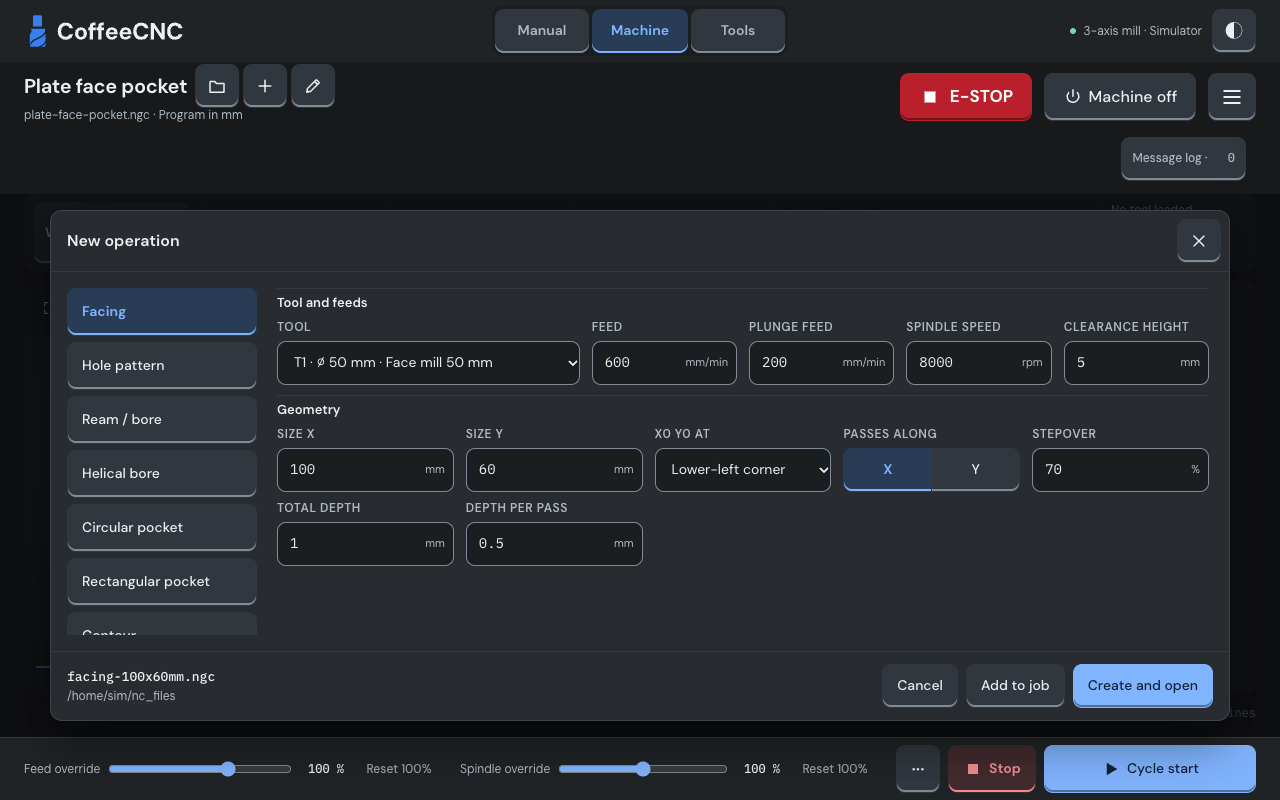 CoffeeCNC
Manual
Machine
Tools
3-axis mill · Simulator
Plate face pocket
plate-face-pocket.ngc · Program in mm
E-STOP
Machine off
Message log · 0
No tool loaded
New operation
Facing
Hole pattern
Ream / bore
Helical bore
Circular pocket
Rectangular pocket
Contour
Tool and feeds
TOOL FEED PLUNGE FEED SPINDLE SPEED CLEARANCE HEIGHT
T1 · ⌀ 50 mm · Face mill 50 mm 600 mm/min 200 mm/min 8000 rpm 5 mm
Geometry
SIZE X SIZE Y X0 Y0 AT PASSES ALONG STEPOVER
100 mm 60 mm Lower-left corner X Y 70 %
TOTAL DEPTH DEPTH PER PASS
1 mm 0.5 mm
facing-100x60mm.ngc
/home/sim/nc_files
Cancel
Add to job
Create and open
Feed override 100 % Reset 100% Spindle override 100 % Reset 100%
···
Stop
Cycle start